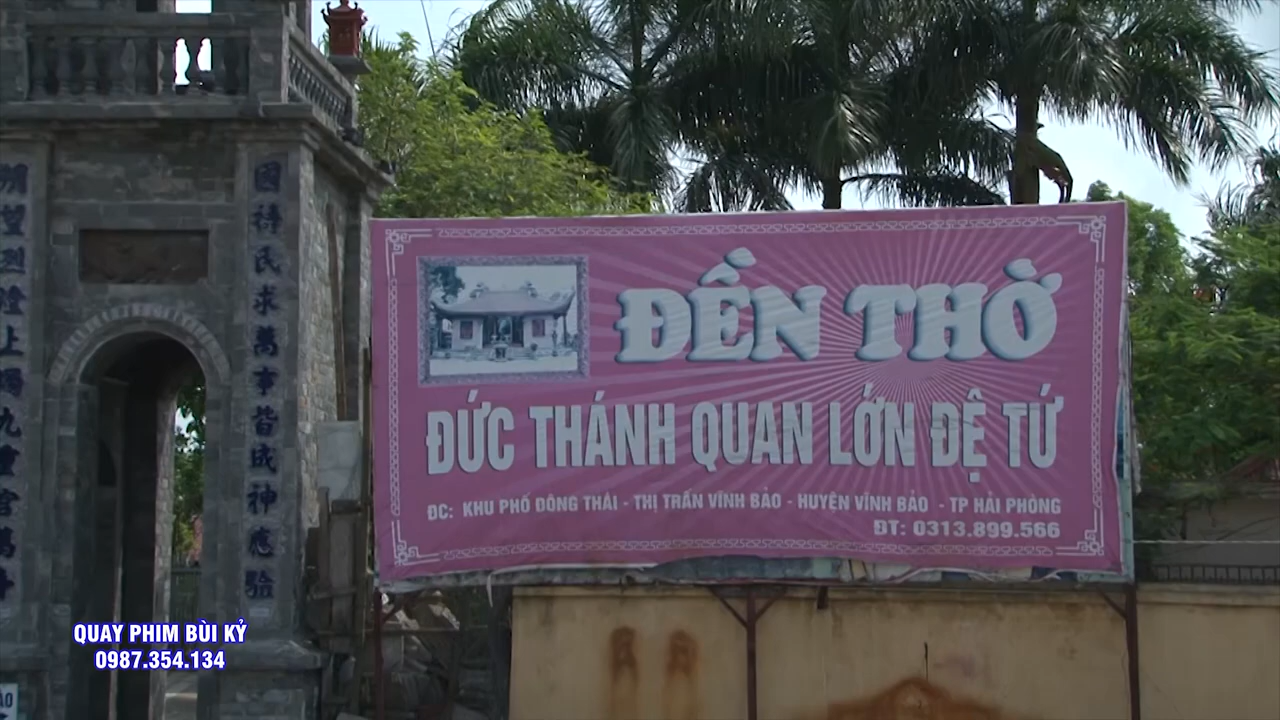 國待民求萬事皆成神應驗
ĐỀN THỜ
ĐỨC THÁNH QUAN LỚN ĐỆ TỨ
ĐC: KHU PHỐ ĐÔNG THÁI - THỊ TRẤN VĨNH BẢO - HUYỆN VĨNH BẢO - TP HẢI PHÒNG
ĐT: 0313.899.566
QUAY PHIM BÙI KỶ
0987.354.134